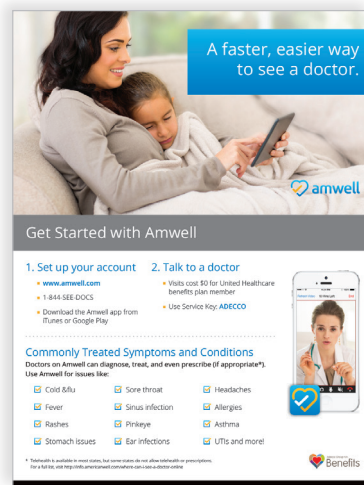 A faster, easier way
to see a doctor.
amwell
Get Started with Amwell
1. Set up your account
www.amwell.com
1-844-SEE-DOCS
Download the Amwell app from
iTunes or Google Play
2. Talk to a doctor
Visits cost $0 for United Healthcare
benefits plan member
Use Service Key: ADECCO
Commonly Treated Symptoms and Conditions
Doctors on Amwell can diagnose, treat, and even prescribe (if appropriate*).
Use Amwell for issues like:
Cold &flu
Sore throat
Headaches
Fever
Sinus infection
Allergies
Rashes
Pinkeye
Asthma
Stomach issues
Ear infections
UTIs and more!
* Telehealth is available in most states, but some states do not allow telehealth or prescriptions.
For a full list, visit http://info.americanwell.com/where-can-i-see-a-doctor-online
Benefits